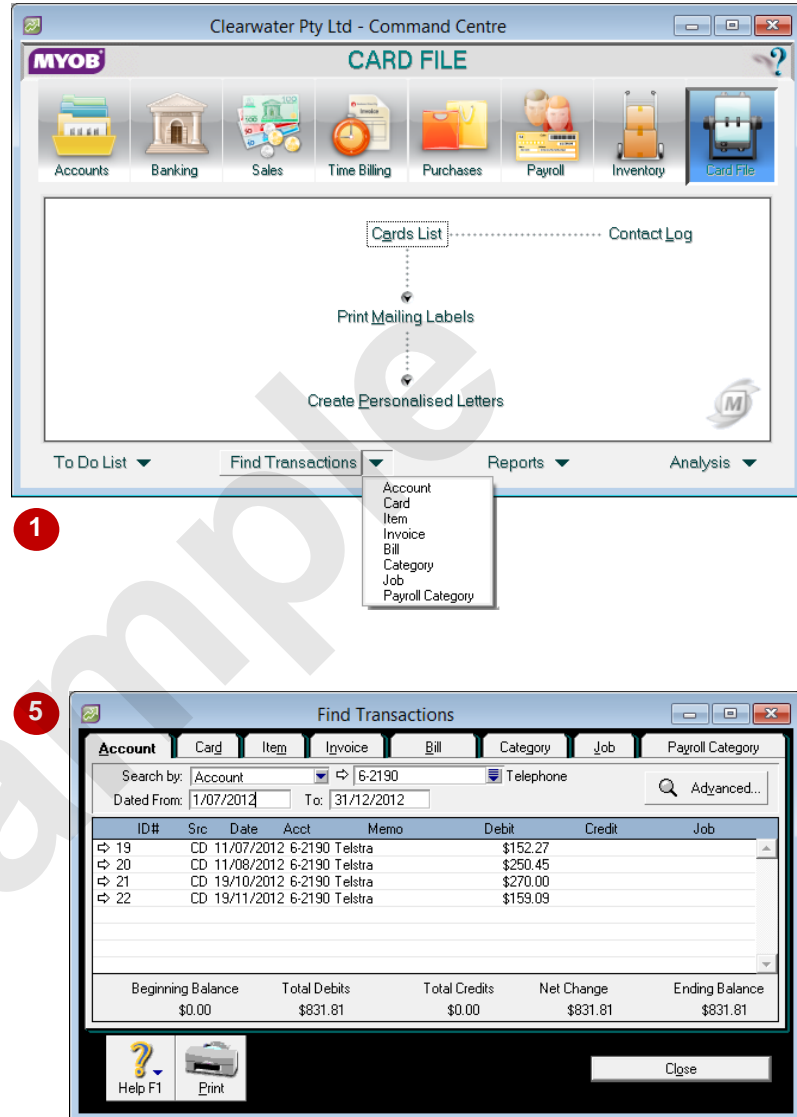 Clearwater Pty Ltd - Command Centre
MYOB CARD FILE
Accounts Banking Sales Time Billing Purchases Payroll Inventory Card File
Cards List Contact Log
Print Mailing Labels
Create Personalised Letters
M
To Do List Find Transactions Reports Analysis
Account
Card
Item
Invoice
Bill
Category
Job
Payroll Category
1
5
Find Transactions
Account Card Item Invoice Bill Category Job Payroll Category
Search by: Account 6-2190 Telephone
Advanced...
Dated From: 1/07/2012 To: 31/12/2012
ID# Src Date Acct Memo Debit Credit Job
19 CD 11/07/2012 6-2190 Telstra $152.27
20 CD 11/08/2012 6-2190 Telstra $250.45
21 CD 19/10/2012 6-2190 Telstra $270.00
22 CD 19/11/2012 6-2190 Telstra $159.09
Beginning Balance Total Debits Total Credits Net Change Ending Balance
$0.00 $831.81 $0.00 $831.81 $831.81
Help F1 Print Close
ample